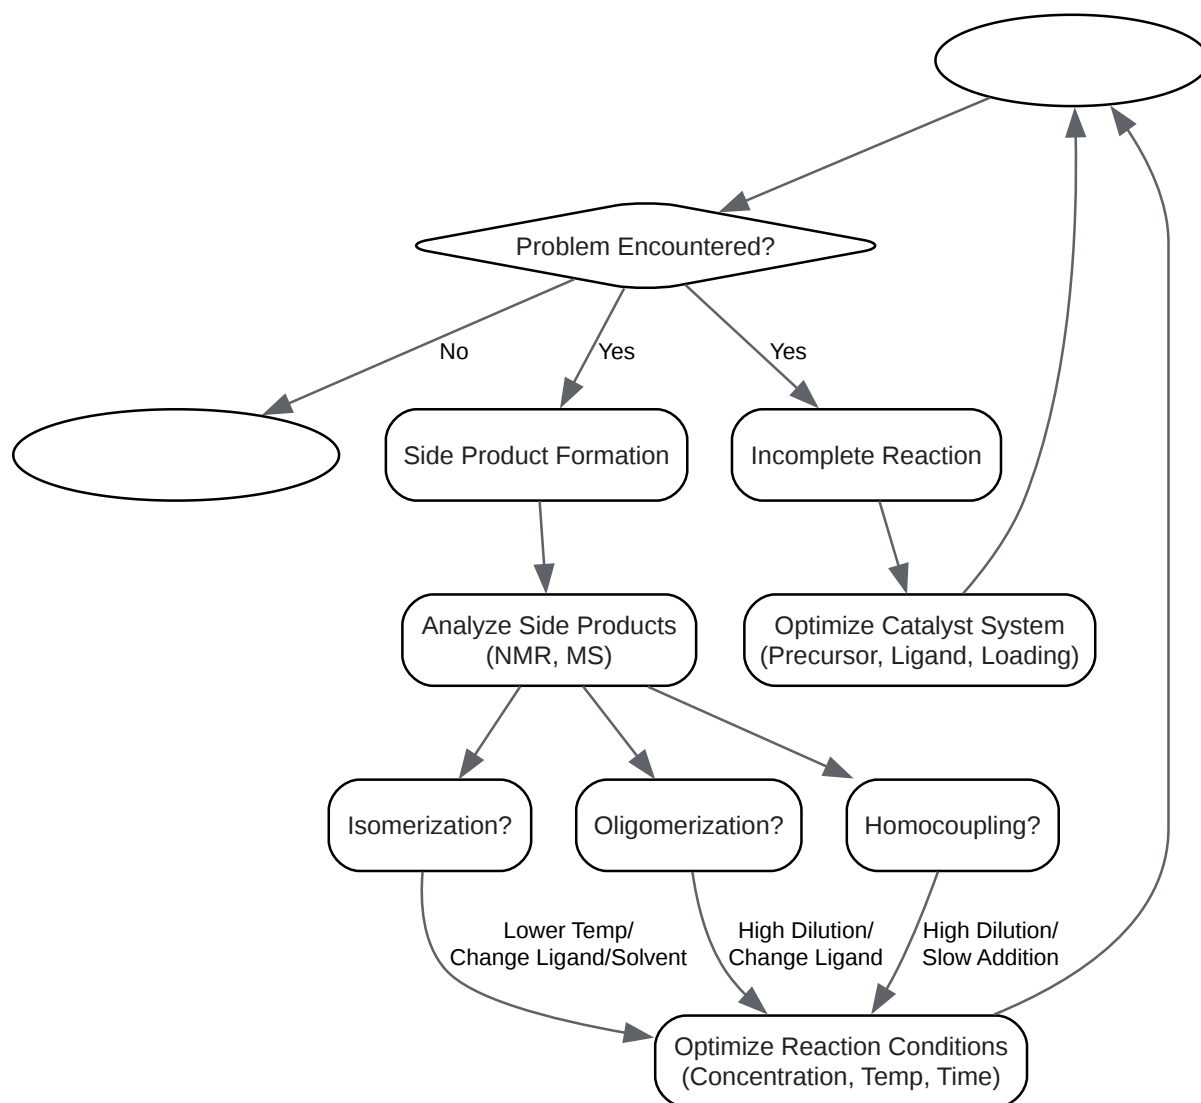 Problem Encountered?
No
Yes
Yes
Side Product Formation
Incomplete Reaction
Analyze Side Products
(NMR, MS)
Optimize Catalyst System
(Precursor, Ligand, Loading)
Isomerization?
Oligomerization?
Homocoupling?
Lower Temp/
Change Ligand/Solvent
High Dilution/
Change Ligand
High Dilution/
Slow Addition
Optimize Reaction Conditions
(Concentration, Temp, Time)